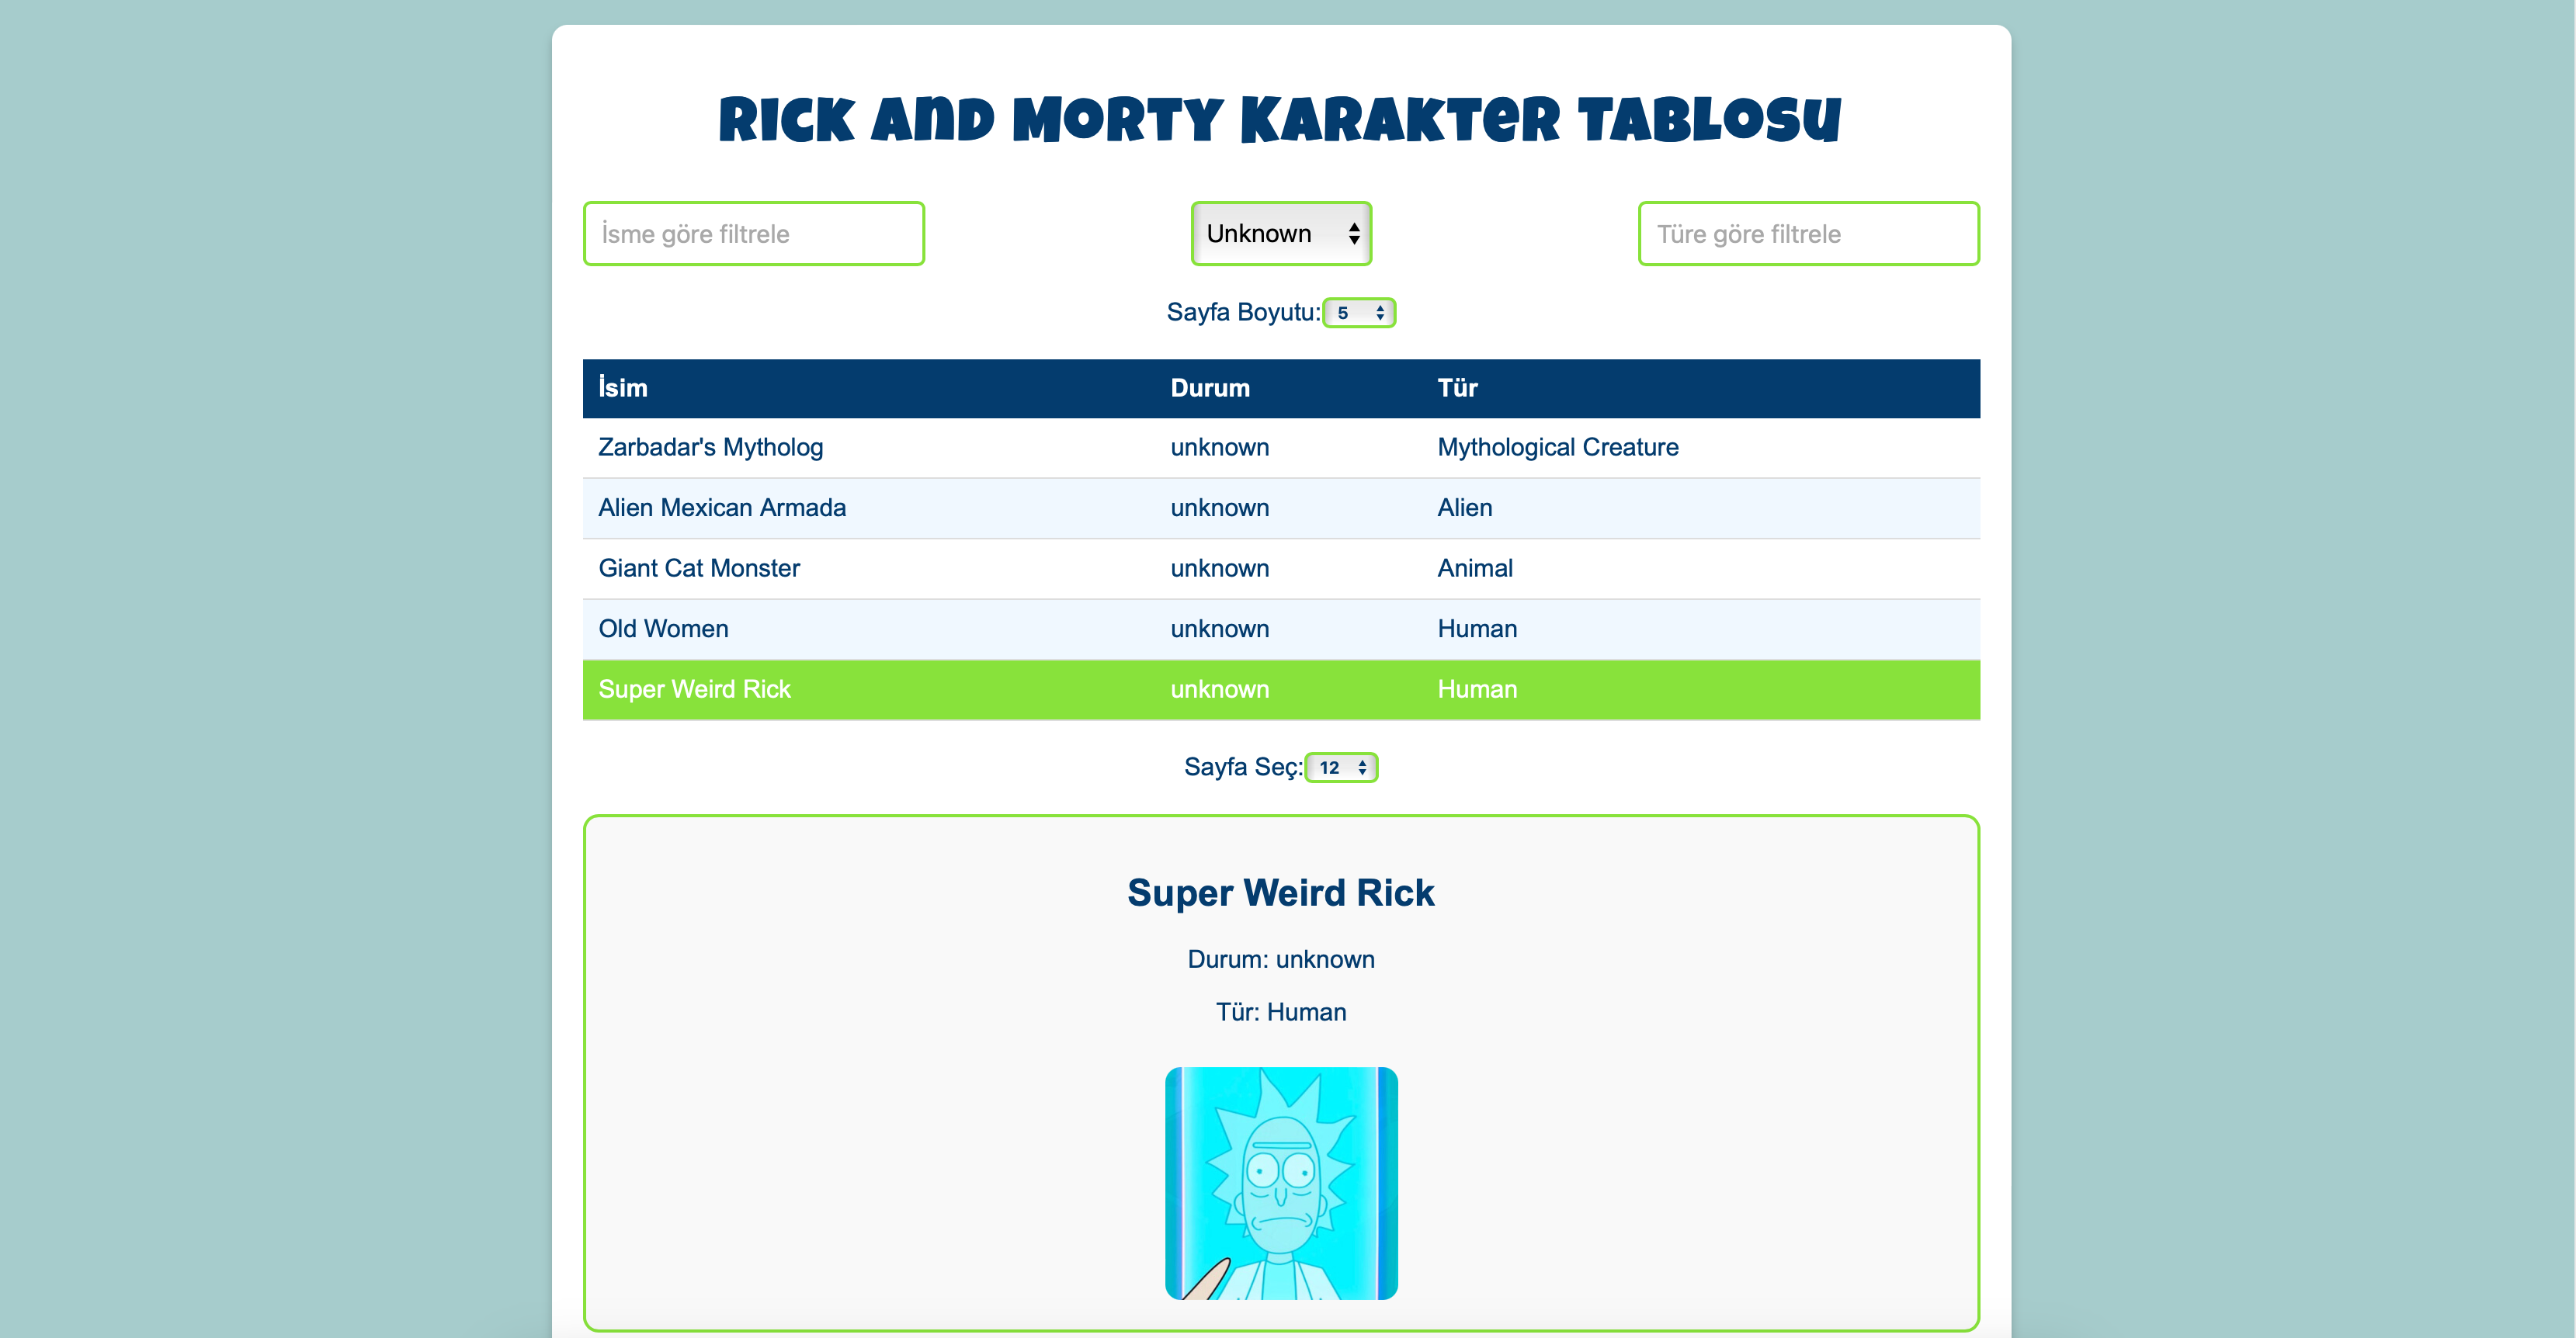 Rick and Morty Karakter Tablosu
İsme göre filtrele Unknown Türe göre filtrele
Sayfa Boyutu: 5
İsim Durum Tür
Zarbadar's Mytholog unknown Mythological Creature
Alien Mexican Armada unknown Alien
Giant Cat Monster unknown Animal
Old Women unknown Human
Super Weird Rick unknown Human
Sayfa Seç: 12
Super Weird Rick
Durum: unknown
Tür: Human